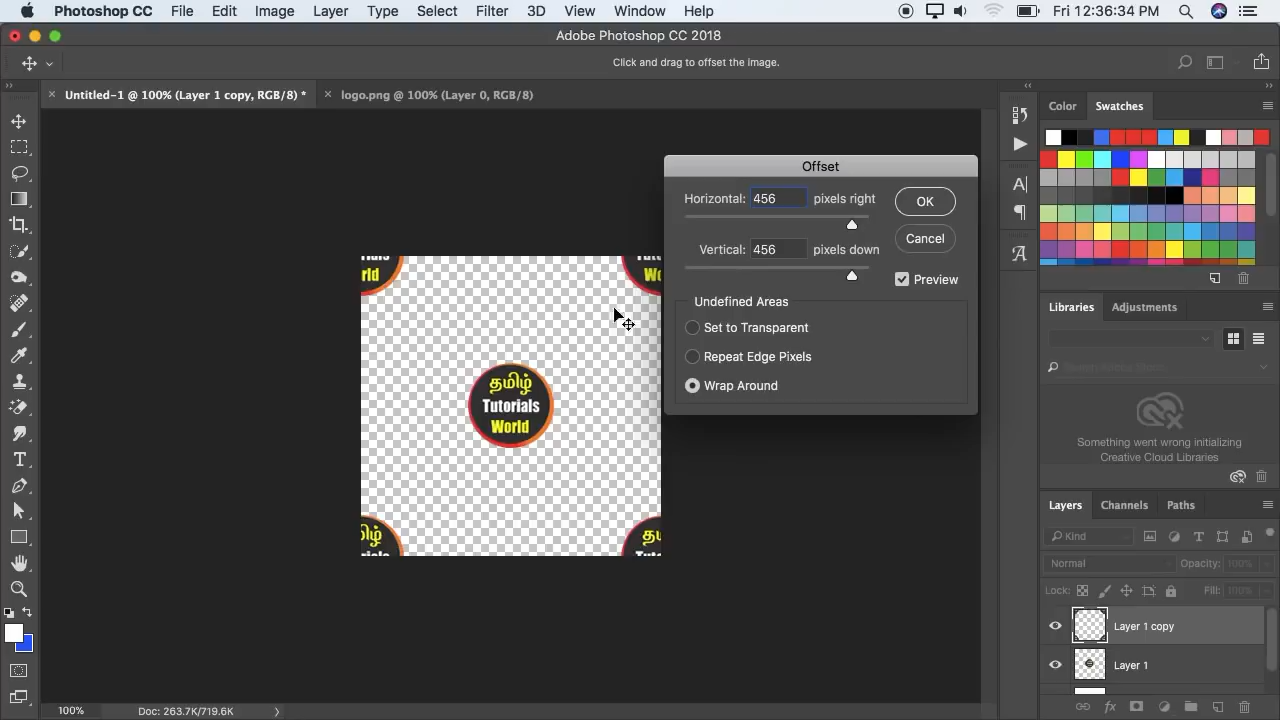 Photoshop CC File Edit Image Layer Type Select Filter 3D View Window Help Fri 12:36:34 PM
Adobe Photoshop CC 2018
Click and drag to offset the image.
Untitled-1 @ 100% (Layer 1 copy, RGB/8) * logo.png @ 100% (Layer 0, RGB/8)
Color Swatches
Offset
Horizontal: 456 pixels right OK
Cancel
Vertical: 456 pixels down
Preview
Undefined Areas
Set to Transparent
Repeat Edge Pixels
Wrap Around
தமிழ்
Tutorials
World
Libraries Adjustments
Something went wrong initializing
Creative Cloud Libraries
Layers Channels Paths
Kind
Normal Opacity: 100%
Lock: Fill: 100%
Layer 1 copy
Layer 1
100% Doc: 263.7K/719.6K